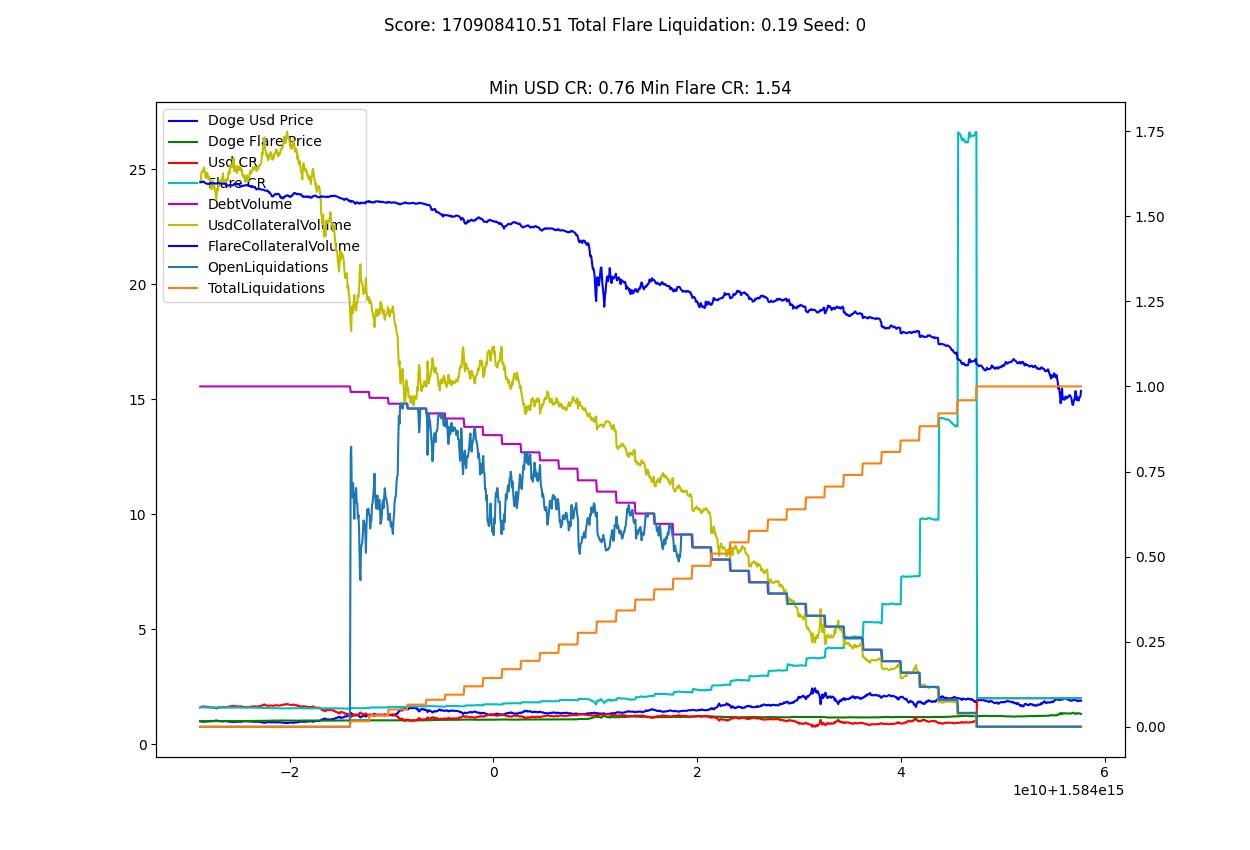 Score: 170908410.51 Total Flare Liquidation: 0.19 Seed: 0
Min USD CR: 0.76 Min Flare CR: 1.54
Doge Usd Price
Doge Flare Price
Usd CR
Flare CR
DebtVolume
UsdCollateralVolume
FlareCollateralVolume
OpenLiquidations
TotalLiquidations
25
20
15
10
5
0
1.75
1.50
1.25
1.00
0.75
0.50
0.25
0.00
−2
0
2
4
6
1e10+1.584e15